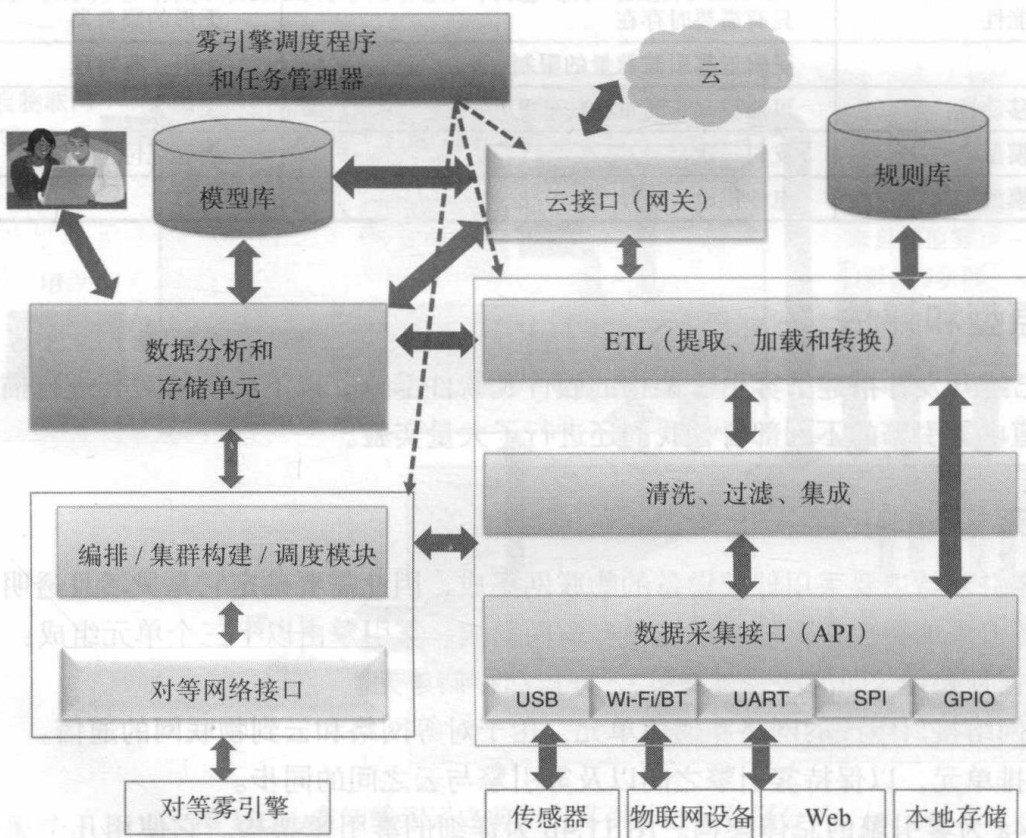 雾引擎调度程序
和任务管理器
云
模型库
云接口（网关）
规则库
数据分析和
存储单元
ETL（提取、加载和转换）
清洗、过滤、集成
编排 / 集群构建 / 调度模块
数据采集接口（API）
对等网络接口
USB
Wi-Fi/BT
UART
SPI
GPIO
对等雾引擎
传感器
物联网设备
Web
本地存储